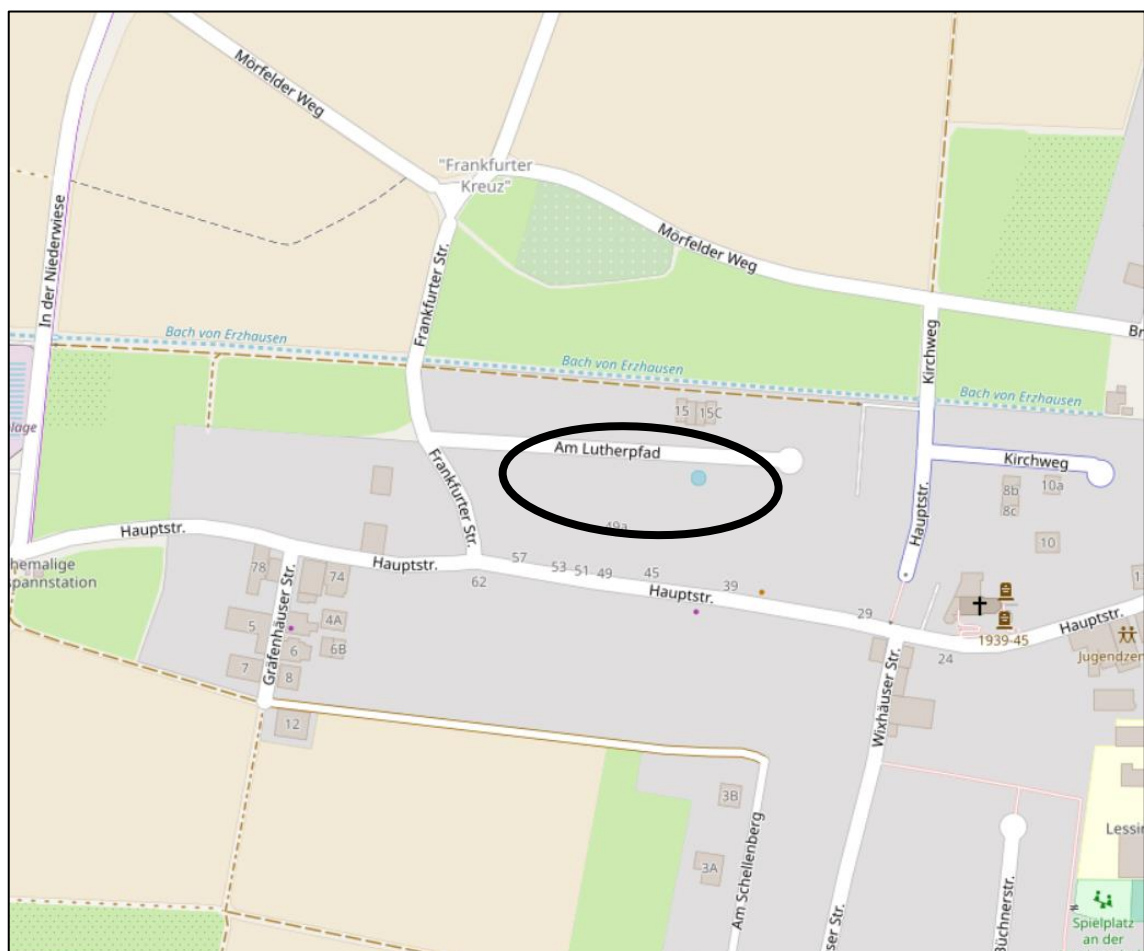 Mörfelder Weg
"Frankfurter
Kreuz"
In der Niederwiese
Frankfurter Str.
Mörfelder Weg
Kirchweg
Bach von Erzhausen
Bach von Erzhausen
Bach von Erzhausen
15
15C
Am Lutherpfad
Frankfurter Str.
Kirchweg
8b
10a
8c
10
Hauptstr.
Hauptstr.
49a
57
53
51
49
45
39
Hauptstr.
62
Hauptstr.
29
24
1939-45
Hauptstr.
78
74
4A
5
6
6B
7
8
12
Gräfenhäuser Str.
Wixhäuser Str.
3B
3A
Am Schellenberg
Büchnerstr.
Spielplatz
an der